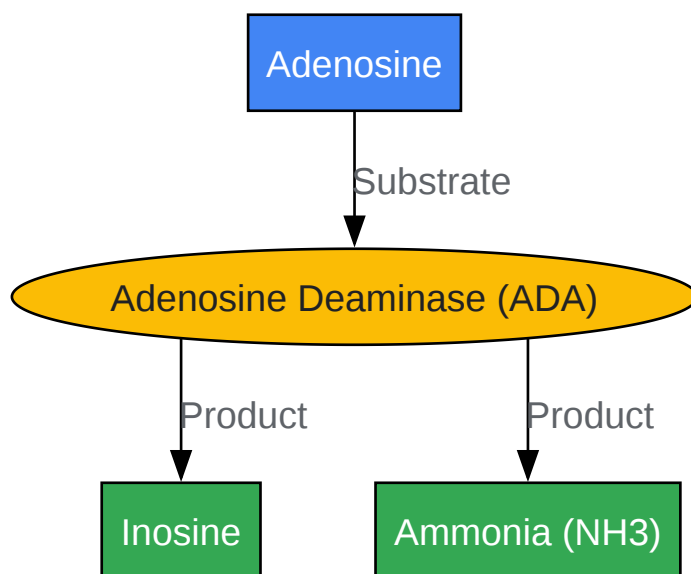 Adenosine
Substrate
Adenosine Deaminase (ADA)
Product
Product
Inosine
Ammonia (NH3)